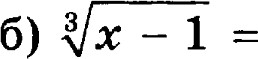 б) ∛(x − 1) =